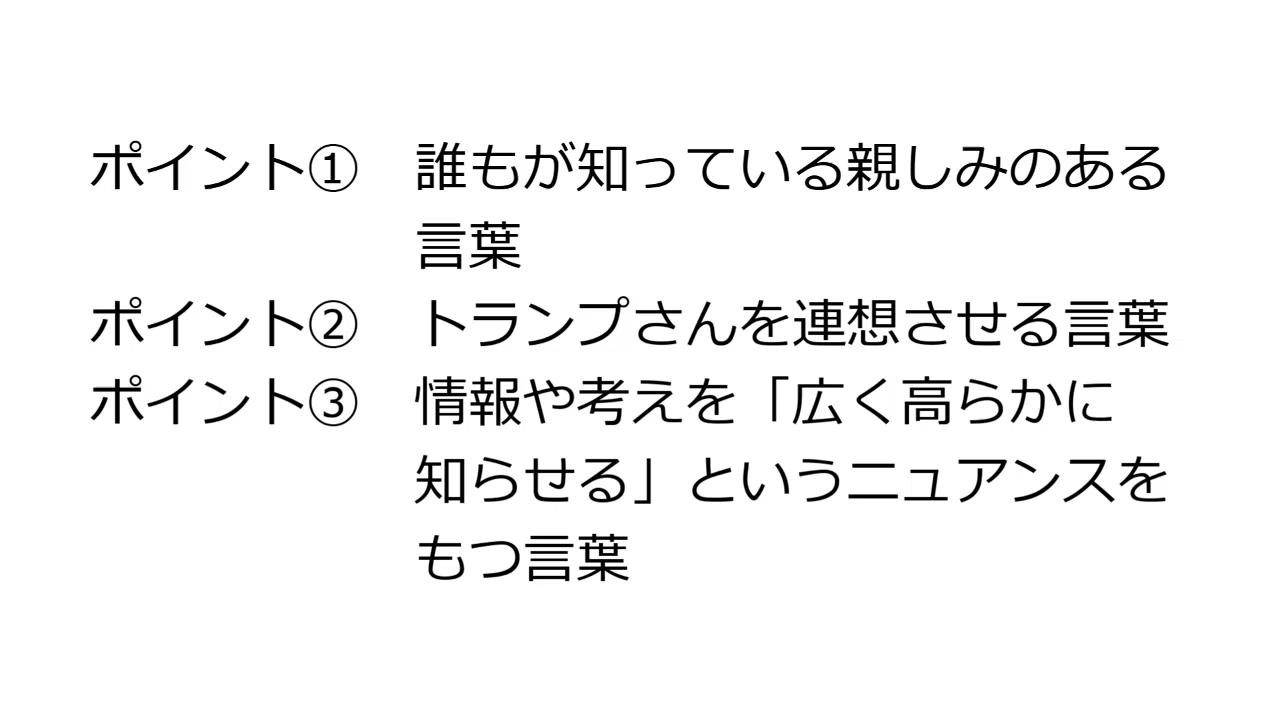 ポイント① 誰もが知っている親しみのある
言葉
ポイント② トランプさんを連想させる言葉
ポイント③ 情報や考えを「広く高らかに
知らせる」というニュアンスを
もつ言葉